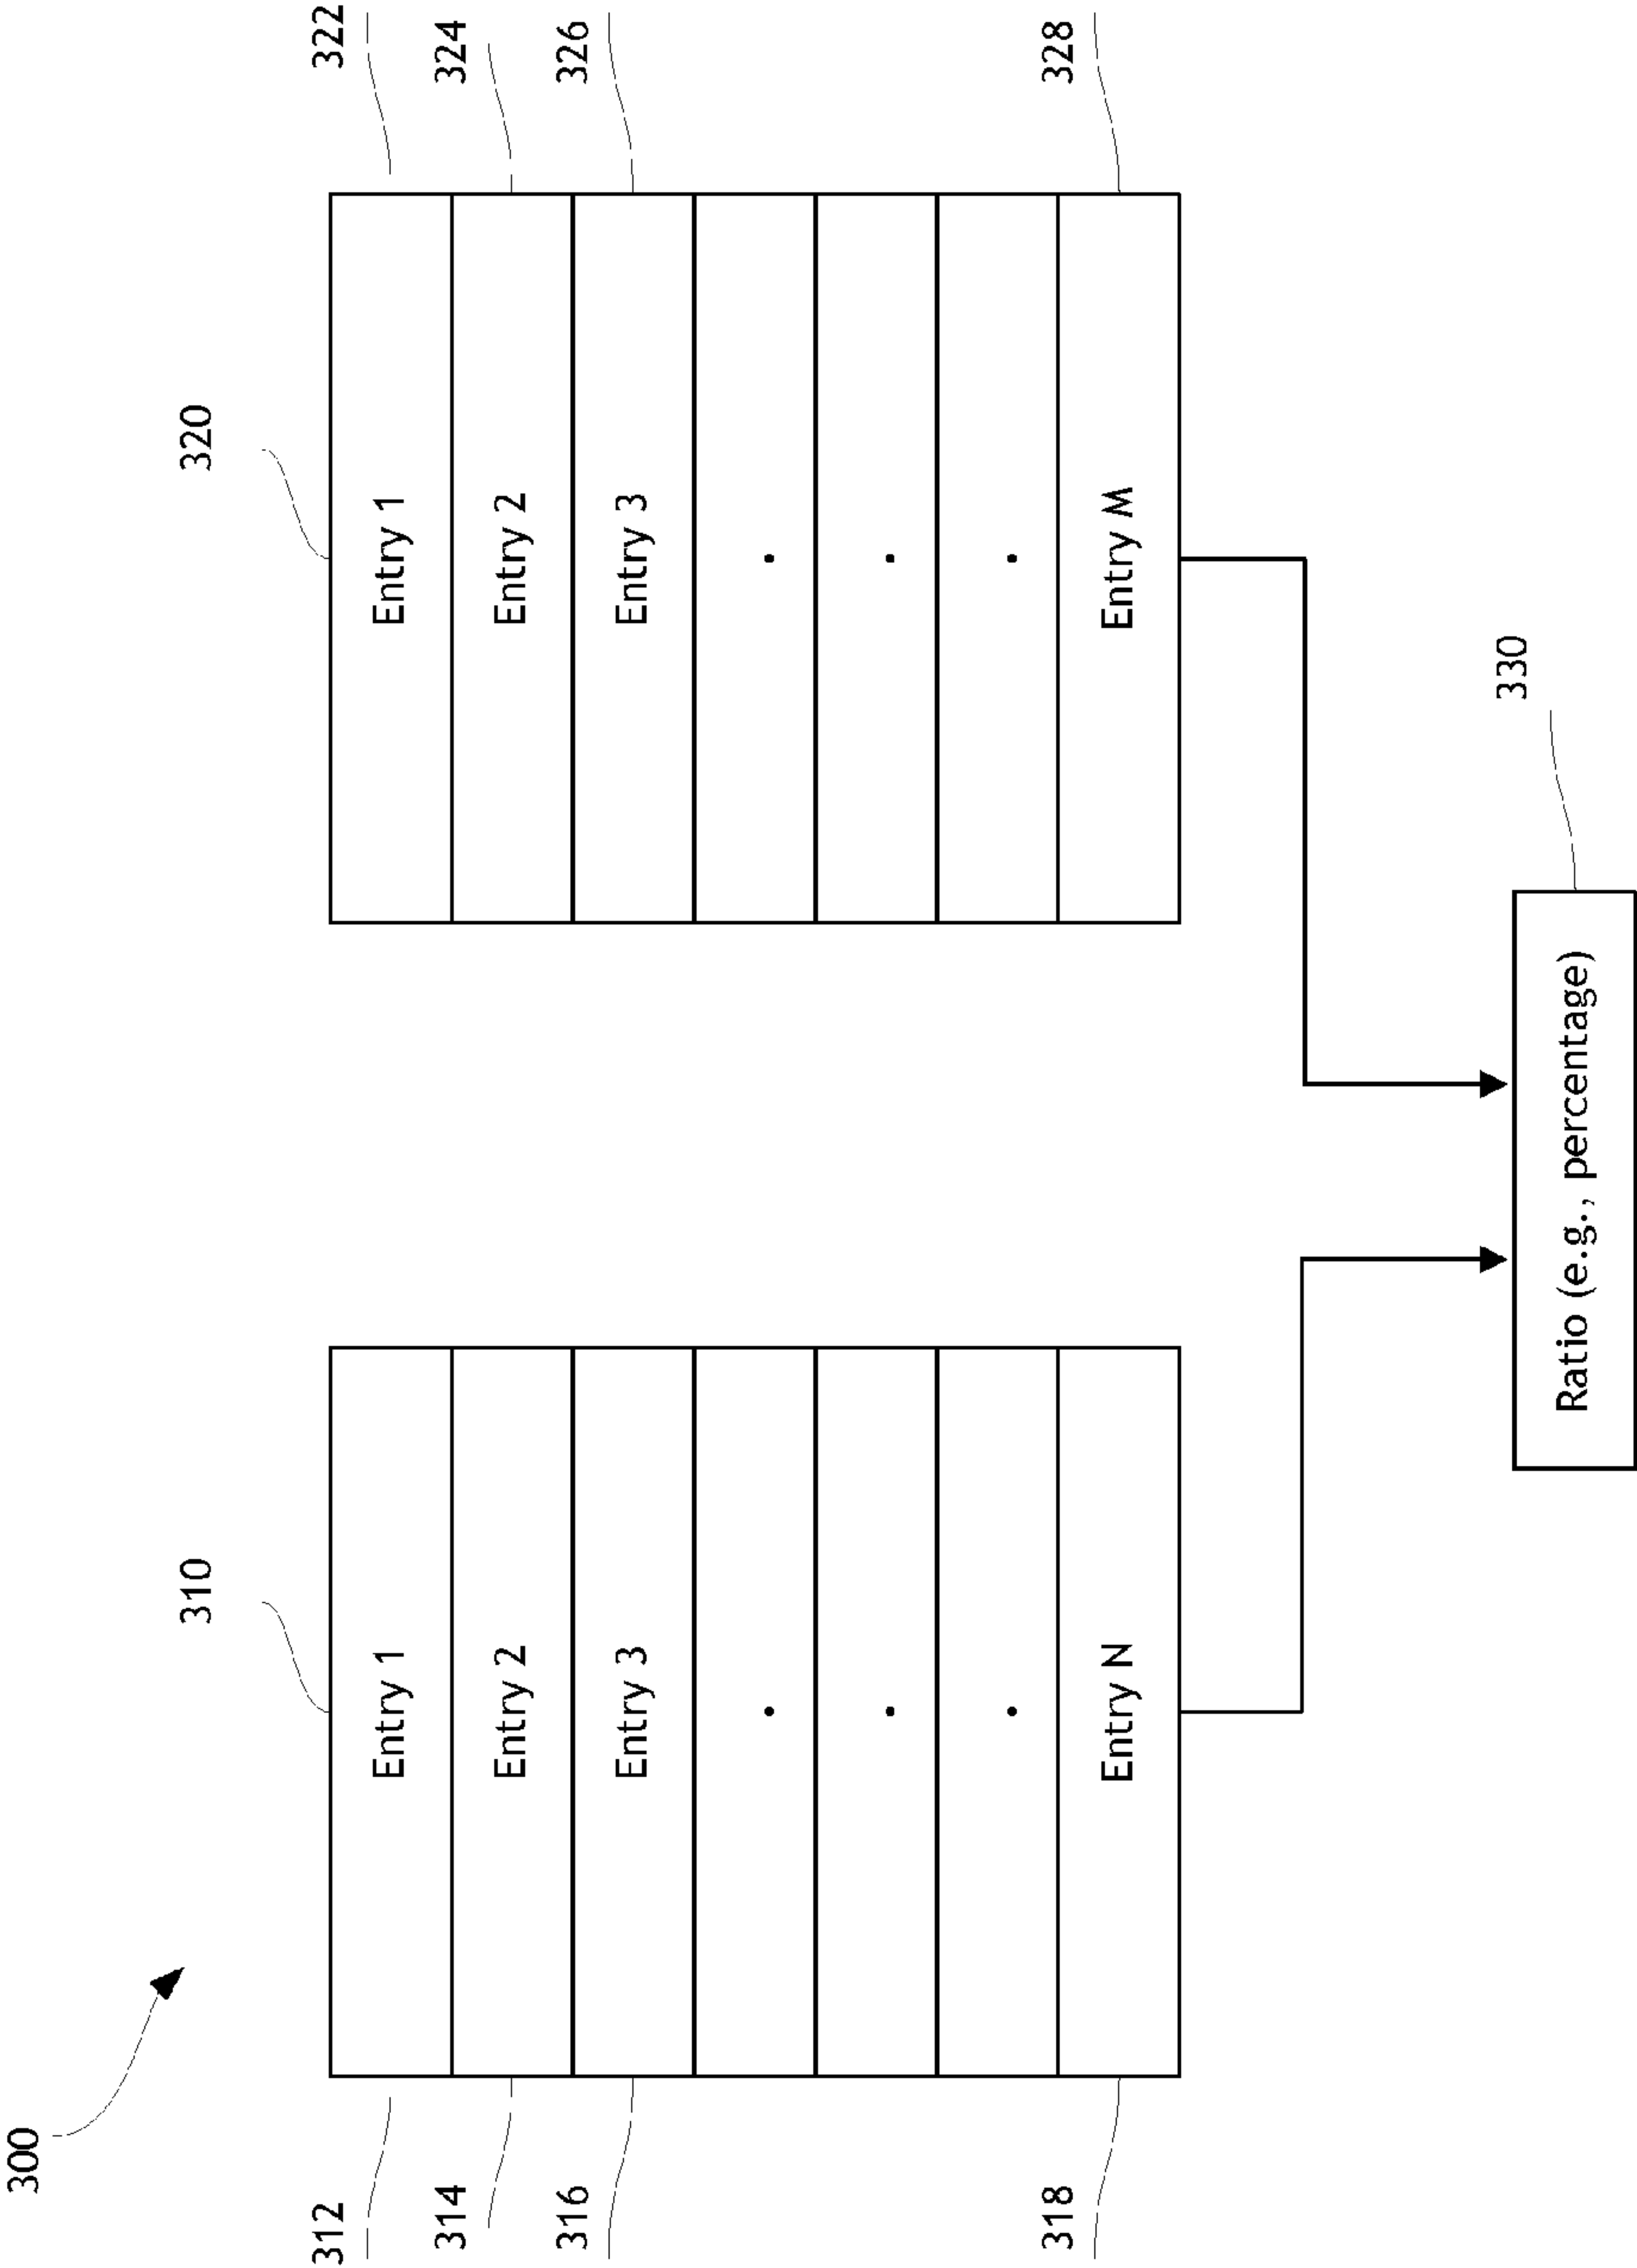 300
310
320
312
Entry 1
Entry 1
322
314
Entry 2
Entry 2
324
316
Entry 3
Entry 3
326
.
.
.
.
.
.
318
Entry N
Entry M
328
330
Ratio (e.g., percentage)